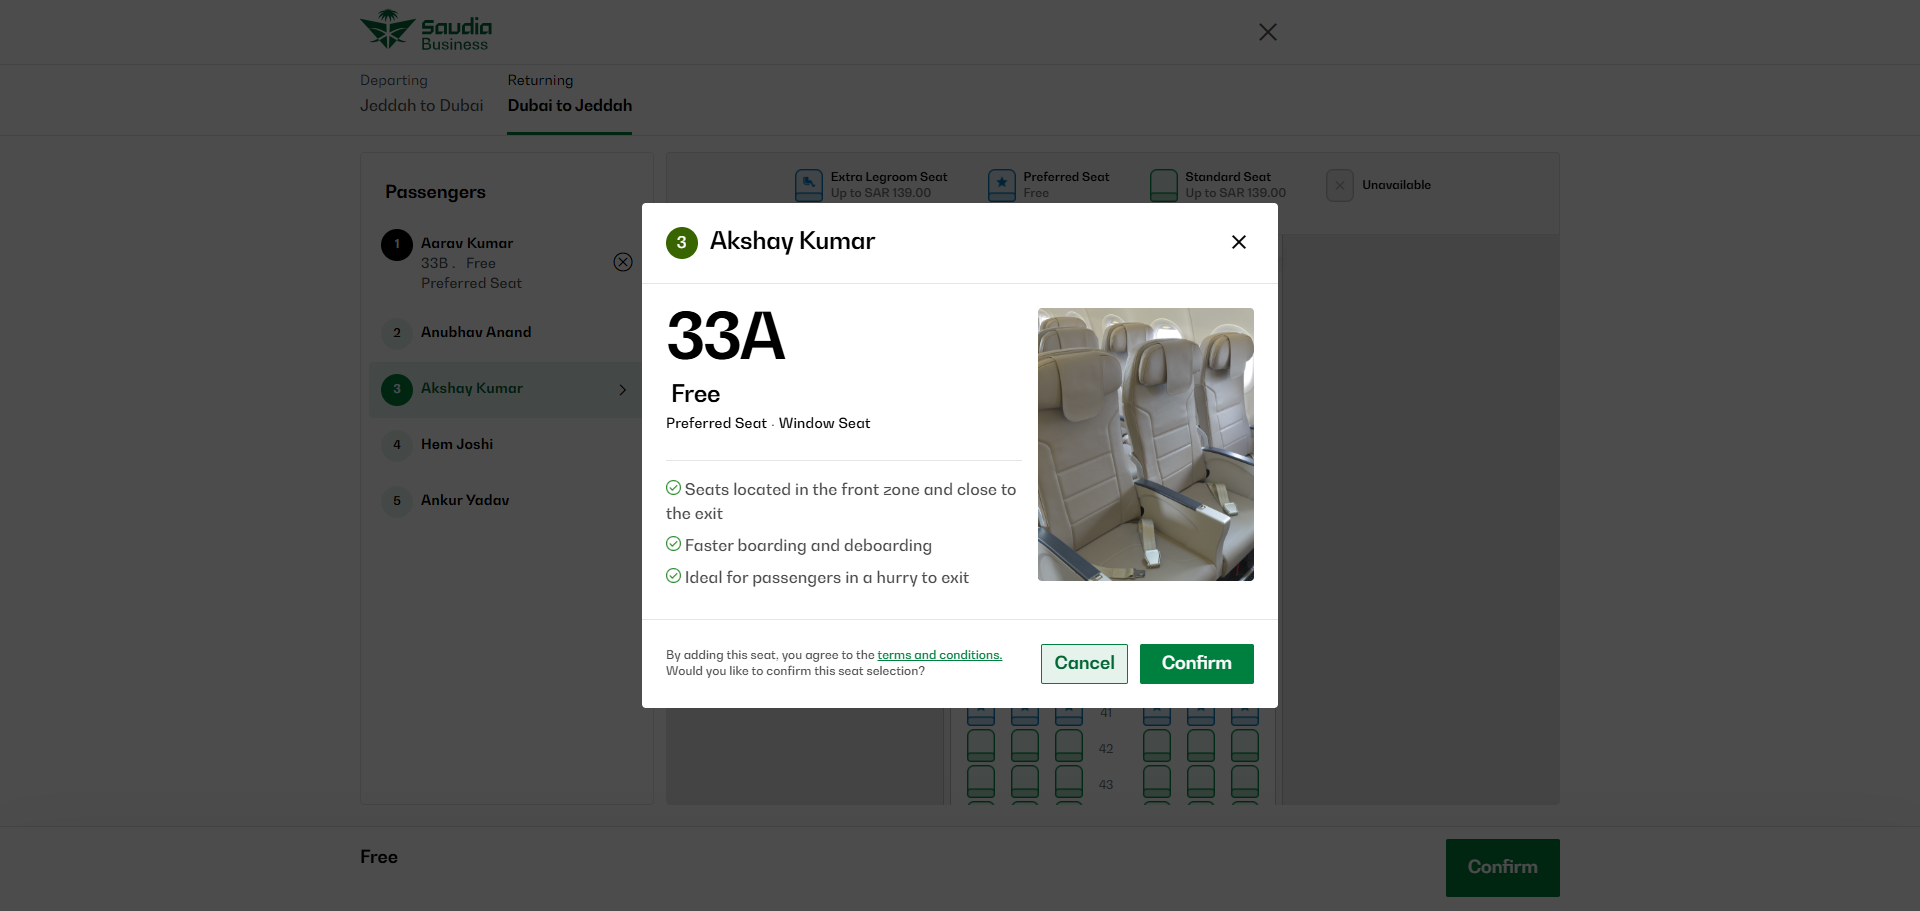 Saudia
Business
Departing
Jeddah to Dubai
Returning
Dubai to Jeddah
Passengers
1
Aarav Kumar
33B . Free
Preferred Seat
2
Anubhav Anand
3
Akshay Kumar
4
Hem Joshi
5
Ankur Yadav
Extra Legroom Seat
Up to SAR 139.00
Preferred Seat
Free
Standard Seat
Up to SAR 139.00
Unavailable
3
Akshay Kumar
33A
Free
Preferred Seat · Window Seat
Seats located in the front zone and close to
the exit
Faster boarding and deboarding
Ideal for passengers in a hurry to exit
By adding this seat, you agree to the terms and conditions.
Would you like to confirm this seat selection?
Cancel
Confirm
41
42
43
Free
Confirm